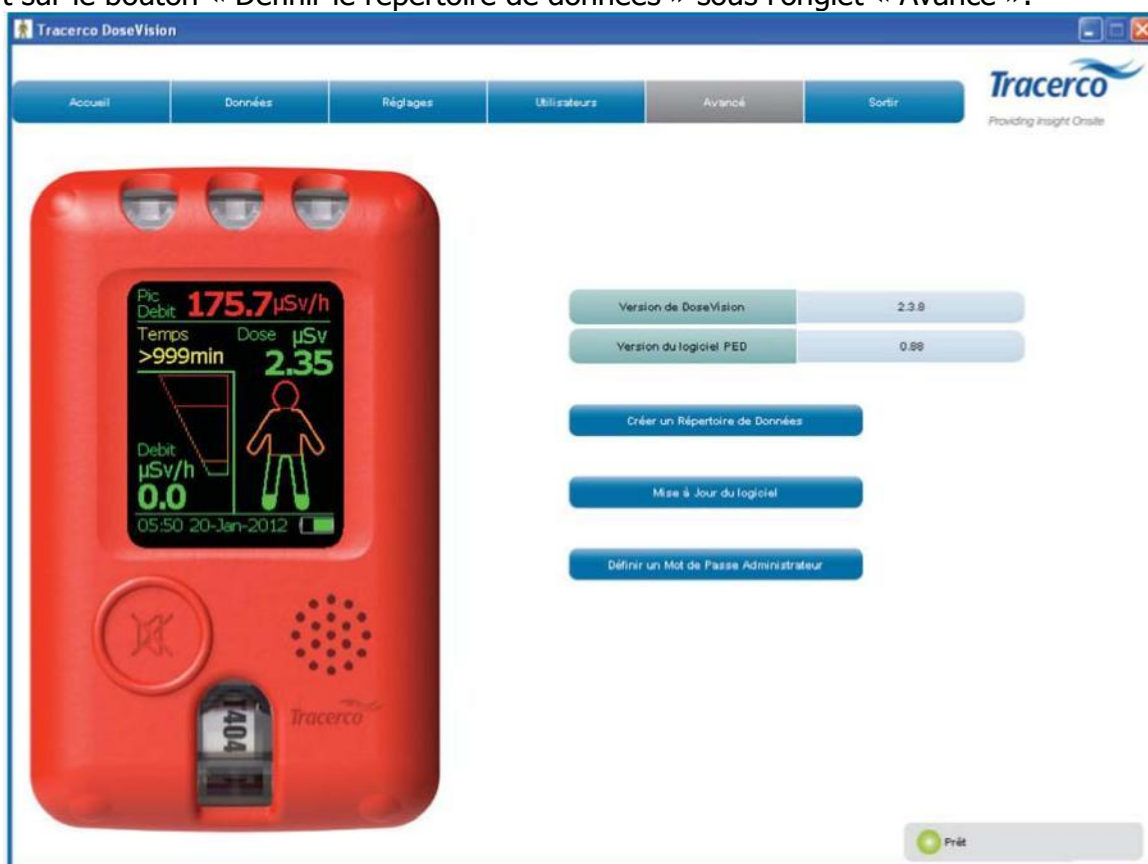 t sur le bouton « Définir le répertoire de données » sous l'onglet « Avancé ».
Tracerco DoseVision
Accueil
Données
Réglages
Utilisateurs
Avancé
Sortir
Tracerco
Providing Insight Onsite
Pic
Debit 175.7µSv/h
Temps Dose µSv
>999min 2.35
Debit
µSv/h
0.0
05:50 20-Jan-2012
Version de DoseVision 2.3.8
Version du logiciel PED 0.88
Créer un Répertoire de Données
Mise à Jour du logiciel
Définir un Mot de Passe Administrateur
T404
Tracerco
Prêt